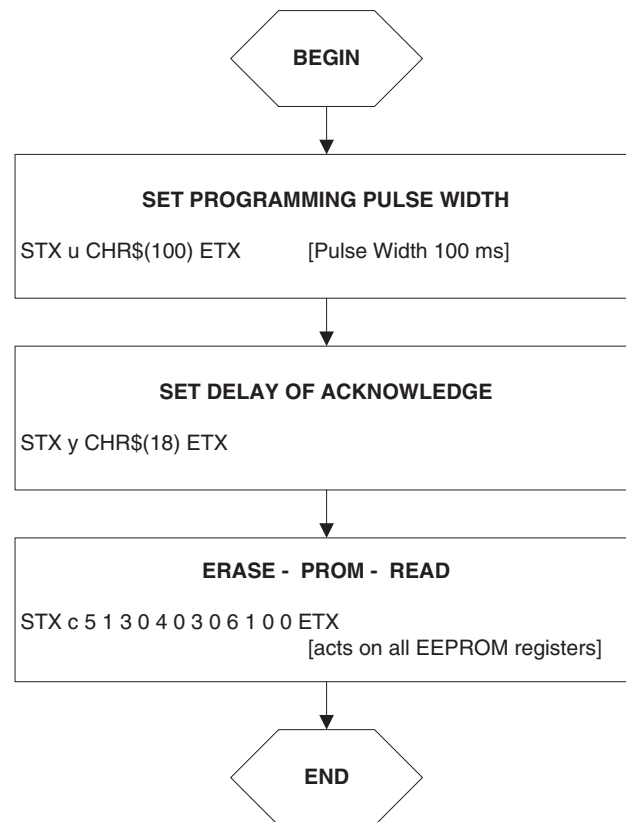 BEGIN
SET PROGRAMMING PULSE WIDTH
STX u CHR$(100) ETX [Pulse Width 100 ms]
SET DELAY OF ACKNOWLEDGE
STX y CHR$(18) ETX
ERASE - PROM - READ
STX c 5 1 3 0 4 0 3 0 6 1 0 0 ETX
[acts on all EEPROM registers]
END